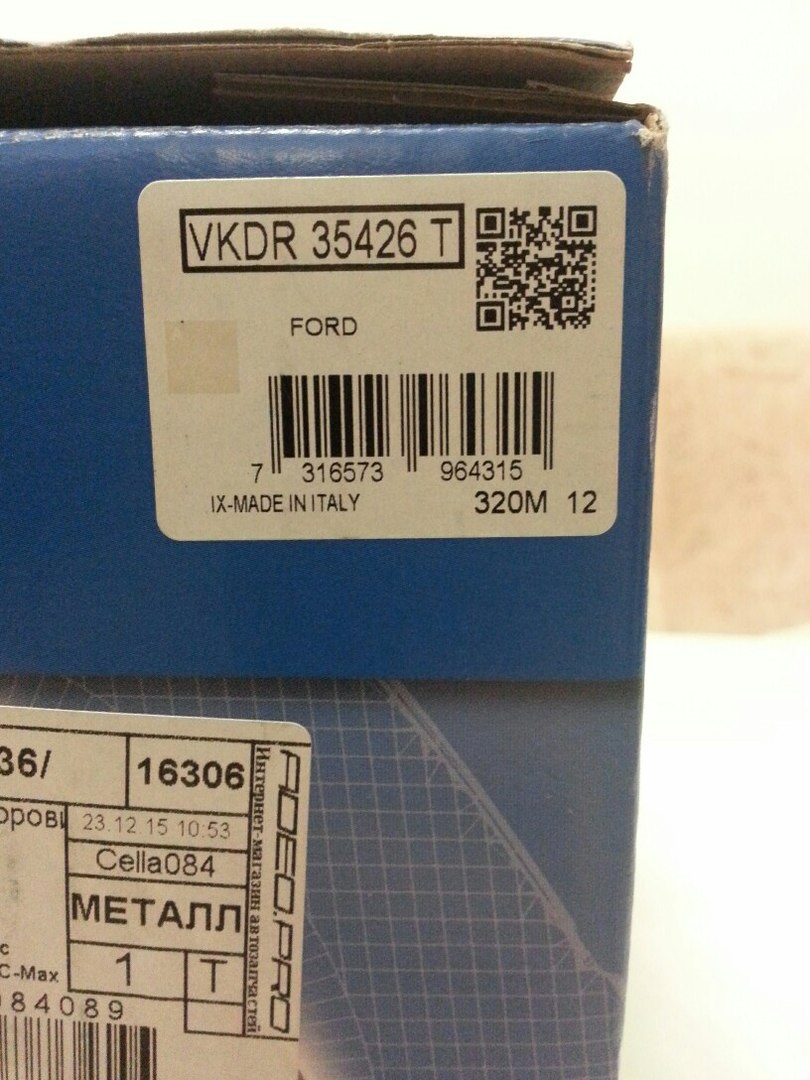 VKDR 35426 T
FORD
7 316573 964315
IX-MADE IN ITALY
320M 12
36/
16306
23.12.15 10:53
Cella084
МЕТАЛЛ
1
T
C-Max
84089
ADEO.PRO
Интернет-магазин автозапчастей